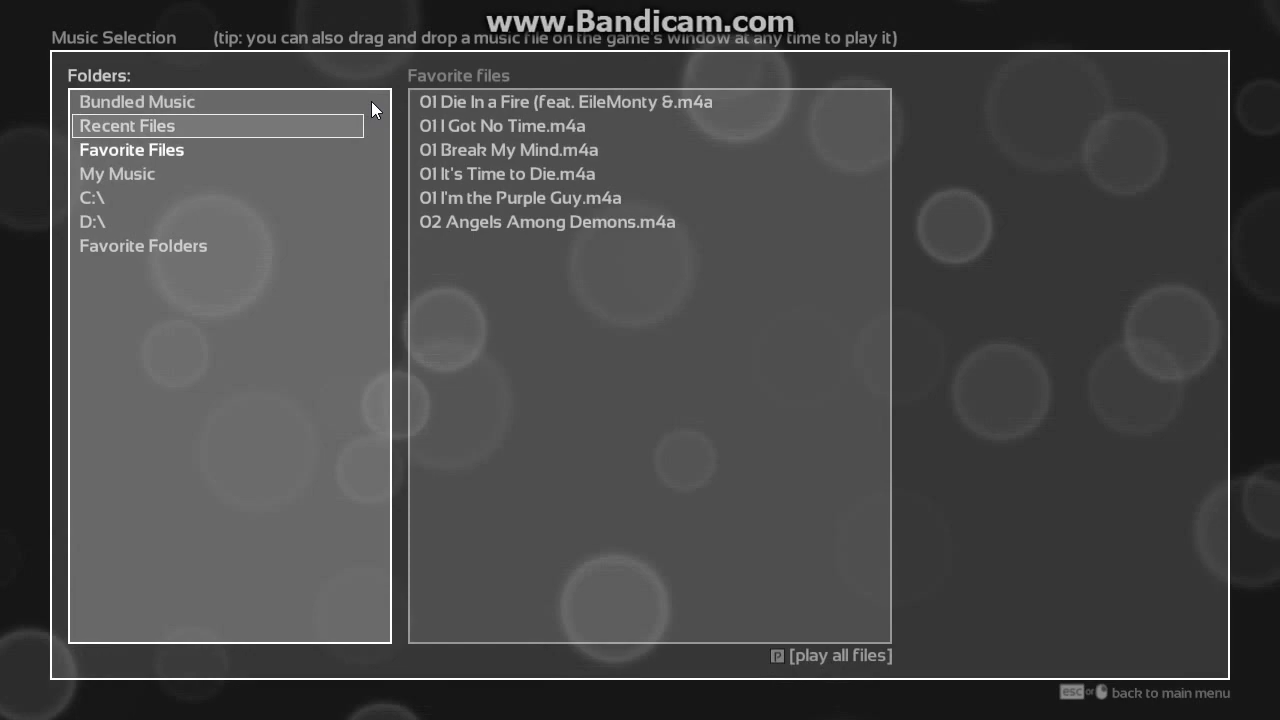 www.Bandicam.com
Music Selection (tip: you can also drag and drop a music file on the game's window at any time to play it)
Folders:
Bundled Music
Recent Files
Favorite Files
My Music
C:\
D:\
Favorite Folders
Favorite files
01 Die In a Fire (feat. EileMonty &.m4a
01 I Got No Time.m4a
01 Break My Mind.m4a
01 It's Time to Die.m4a
01 I'm the Purple Guy.m4a
02 Angels Among Demons.m4a
P [play all files]
esc or back to main menu